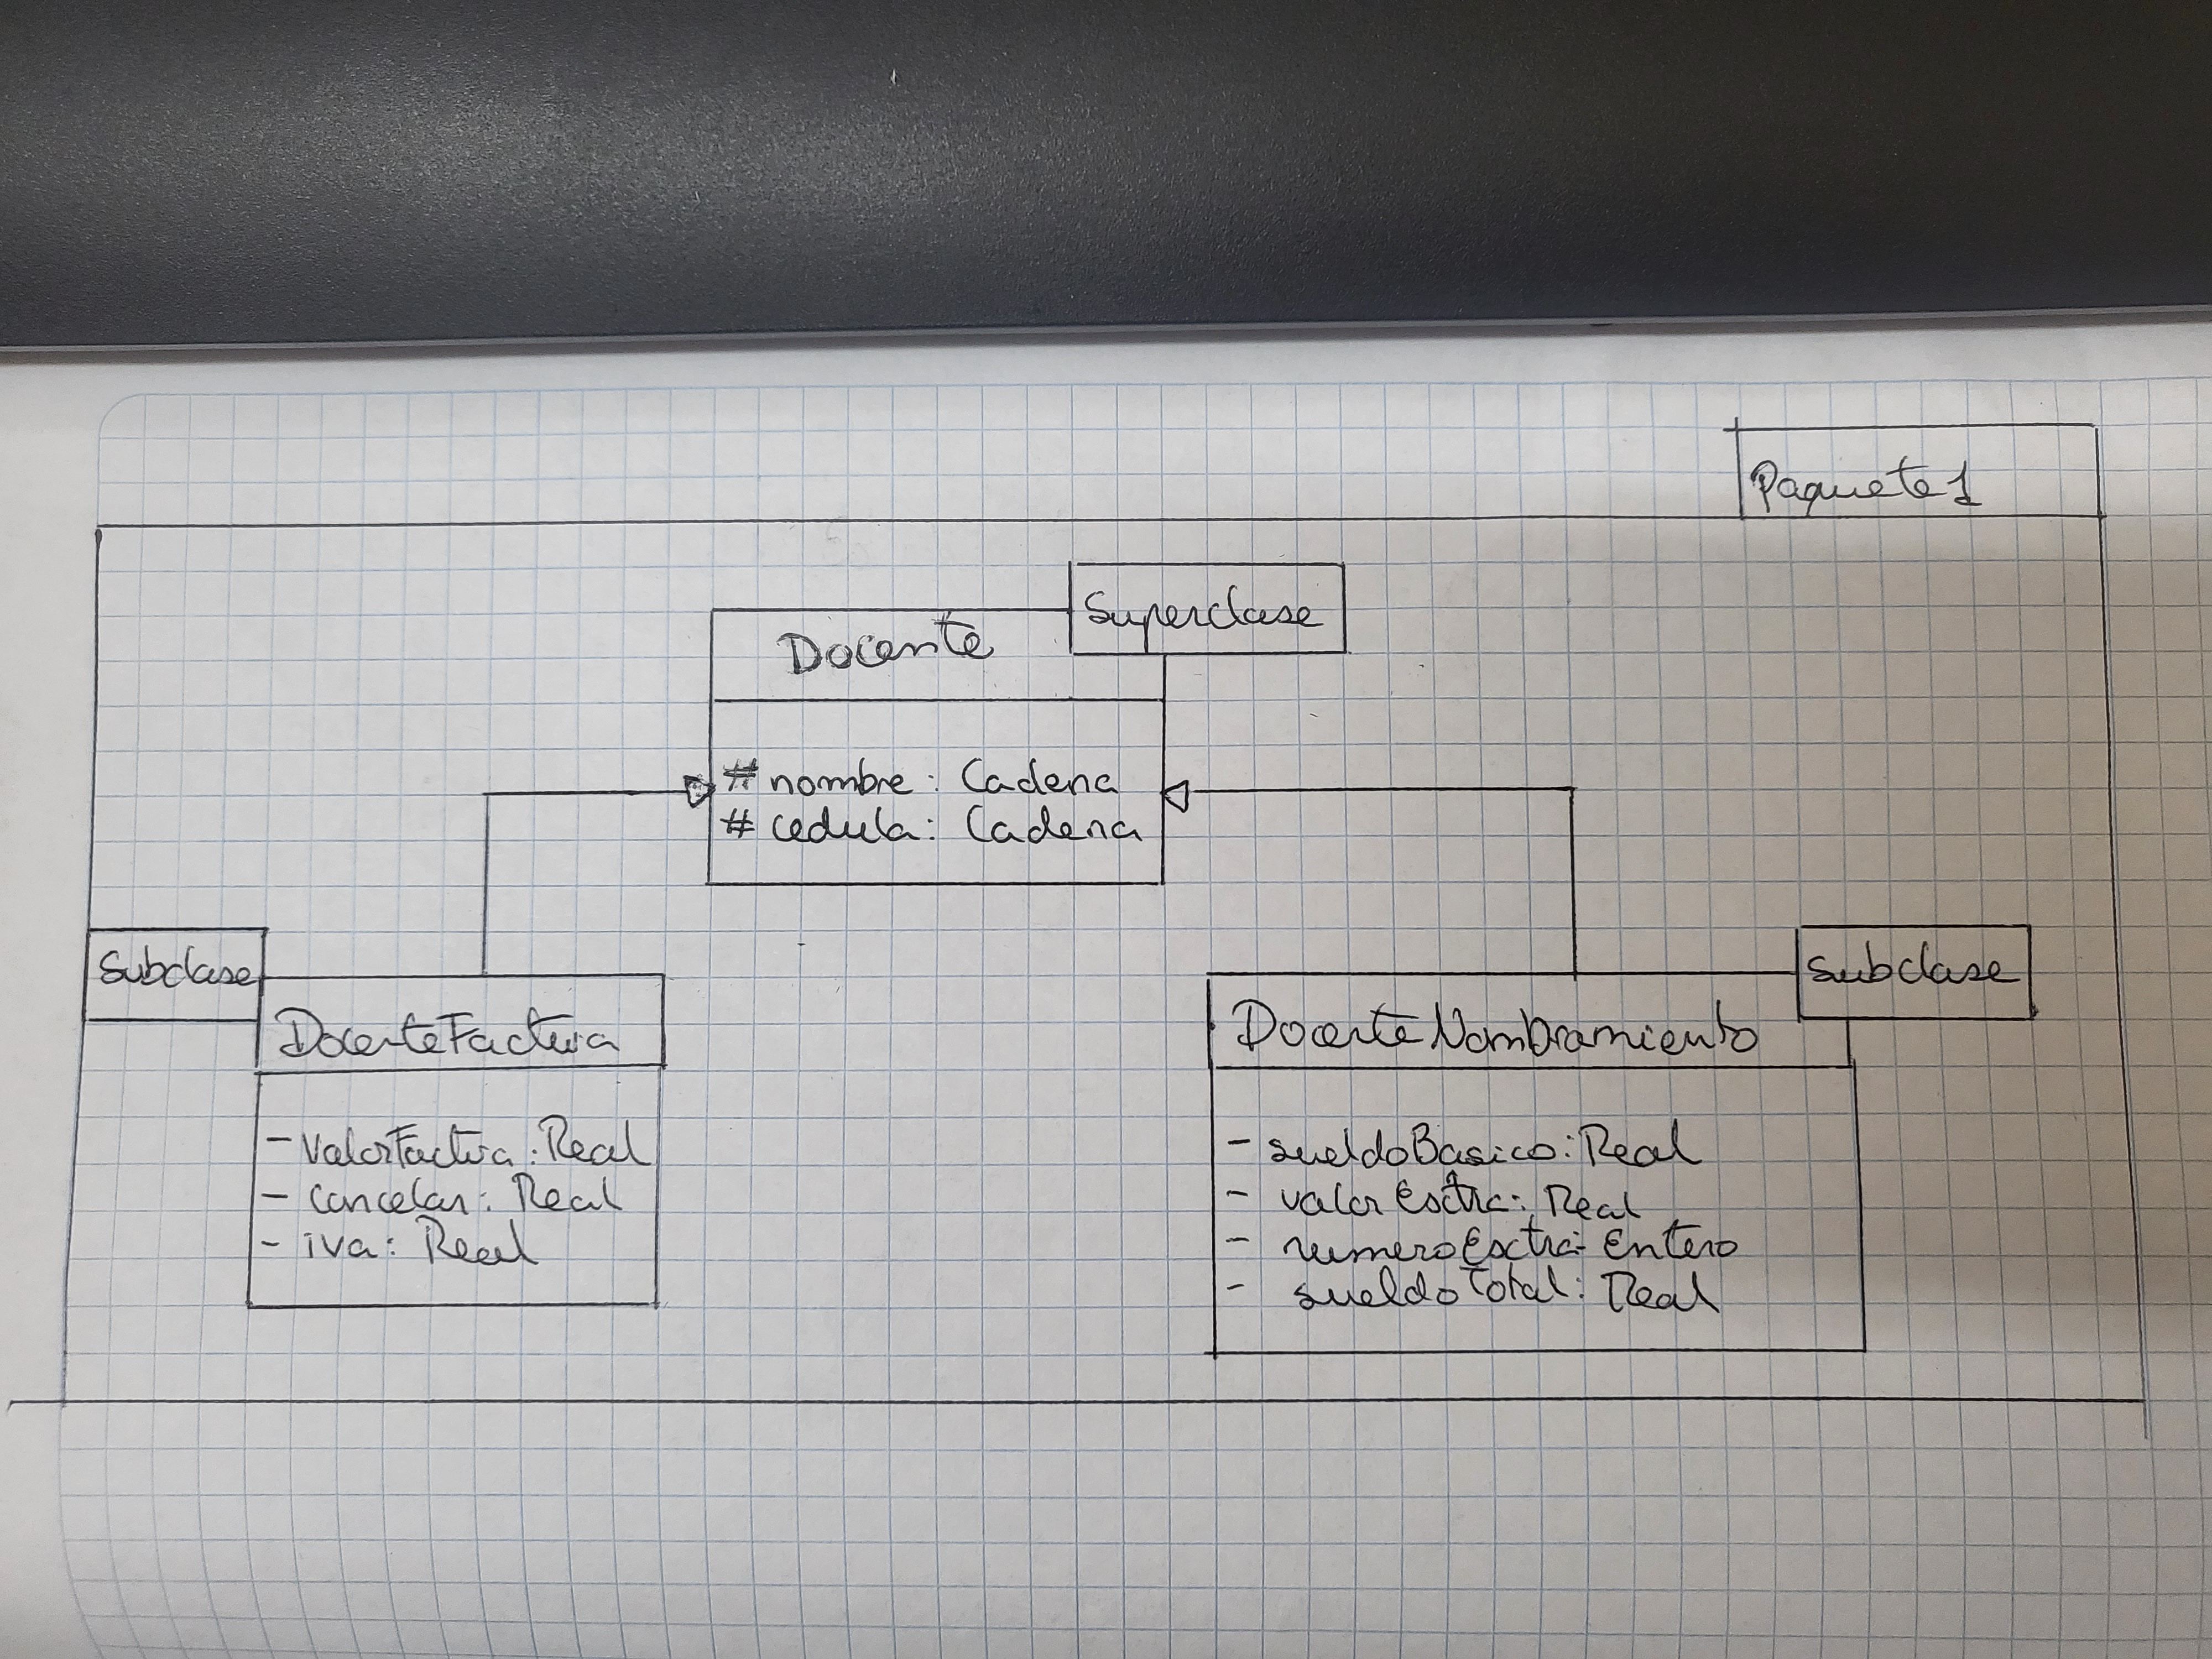 Paquete 1
Superclase
Docente
# nombre : Cadena
# cedula : Cadena
Subclase
DocenteFactura
- ValorFactura : Real
- Cancelar : Real
- iva : Real
Subclase
DocenteNombramiento
- sueldoBasico : Real
- valorExtra : Real
- numeroExtra : Entero
- sueldoTotal : Real